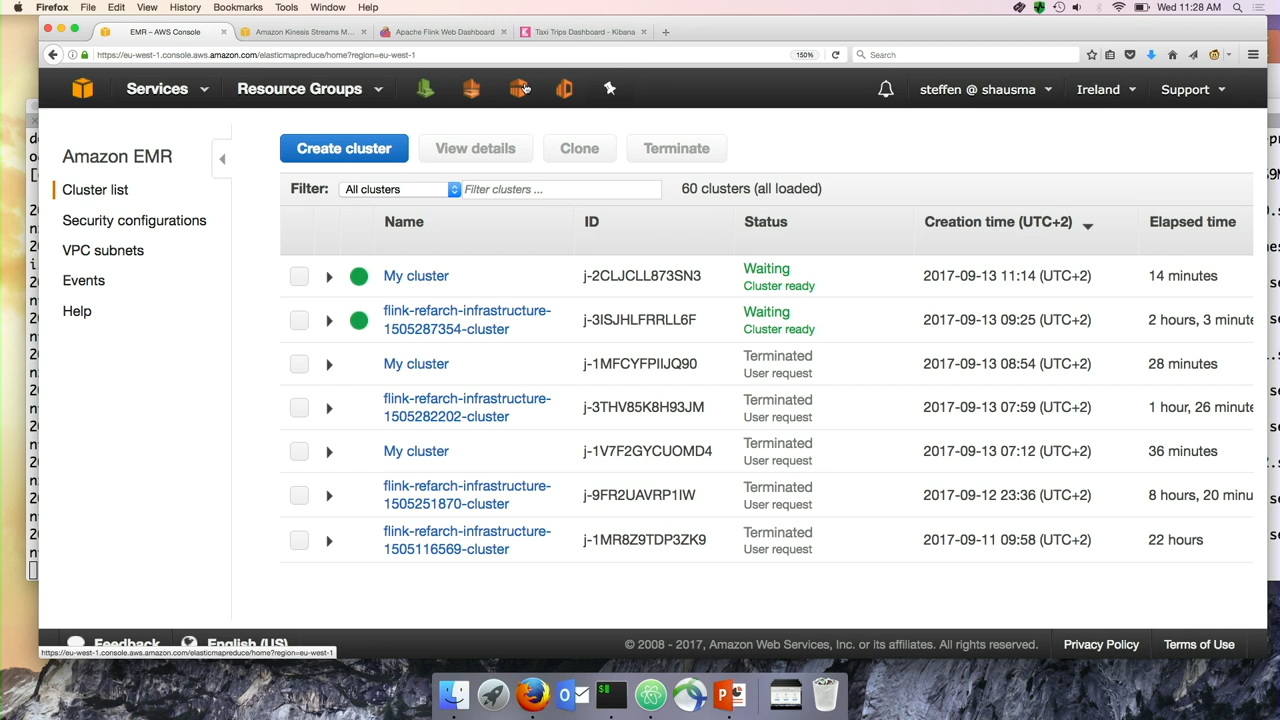 Firefox File Edit View History Bookmarks Tools Window Help Wed 11:28 AM
EMR – AWS Console Amazon Kinesis Streams M... Apache Flink Web Dashboard Taxi Trips Dashboard - Kibana
https://eu-west-1.console.aws.amazon.com/elasticmapreduce/home?region=eu-west-1 150% Search
Services Resource Groups steffen @ shausma Ireland Support
Amazon EMR
Cluster list
Security configurations
VPC subnets
Events
Help
Create cluster View details Clone Terminate
Filter: All clusters Filter clusters ... 60 clusters (all loaded)
Name ID Status Creation time (UTC+2) Elapsed time
My cluster j-2CLJCLL873SN3 Waiting Cluster ready 2017-09-13 11:14 (UTC+2) 14 minutes
flink-refarch-infrastructure-1505287354-cluster j-3ISJHLFRRLL6F Waiting Cluster ready 2017-09-13 09:25 (UTC+2) 2 hours, 3 minute
My cluster j-1MFCYFPIIJQ90 Terminated User request 2017-09-13 08:54 (UTC+2) 28 minutes
flink-refarch-infrastructure-1505282202-cluster j-3THV85K8H93JM Terminated User request 2017-09-13 07:59 (UTC+2) 1 hour, 26 minute
My cluster j-1V7F2GYCUOMD4 Terminated User request 2017-09-13 07:12 (UTC+2) 36 minutes
flink-refarch-infrastructure-1505251870-cluster j-9FR2UAVRP1IW Terminated User request 2017-09-12 23:36 (UTC+2) 8 hours, 20 minu
flink-refarch-infrastructure-1505116569-cluster j-1MR8Z9TDP3ZK9 Terminated User request 2017-09-11 09:58 (UTC+2) 22 hours
Feedback English (US) © 2008 - 2017, Amazon Web Services, Inc. or its affiliates. All rights reserved. Privacy Policy Terms of Use
https://eu-west-1.console.aws.amazon.com/elasticmapreduce/home?region=eu-west-1